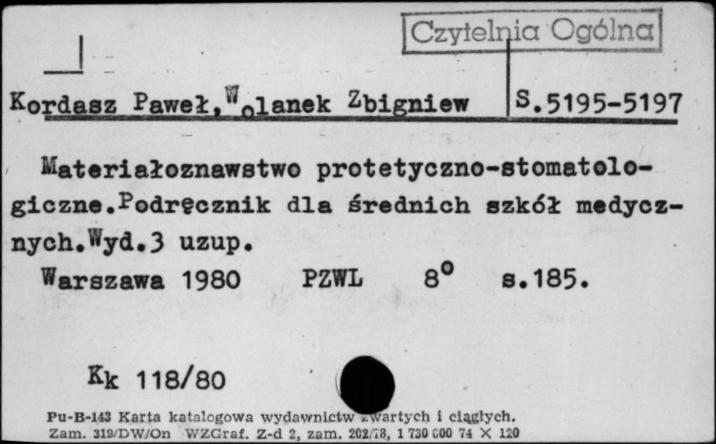 Czytelnia Ogólna
Kordasz Paweł, Wolanek Zbigniew S.5195-5197
Materiałoznawstwo protetyczno-stomatolo-
giczne.Podręcznik dla średnich szkół medycz-
nych.Wyd.3 uzup.
Warszawa 1980 PZWL 8° s.185.
Kk 118/80
Pu-B-143 Karta katalogowa wydawnictw zwartych i ciągłych.
Zam. 319/DW/On WZGraf. Z-d 2, zam. 202/78, 1 730 000 74 X 120